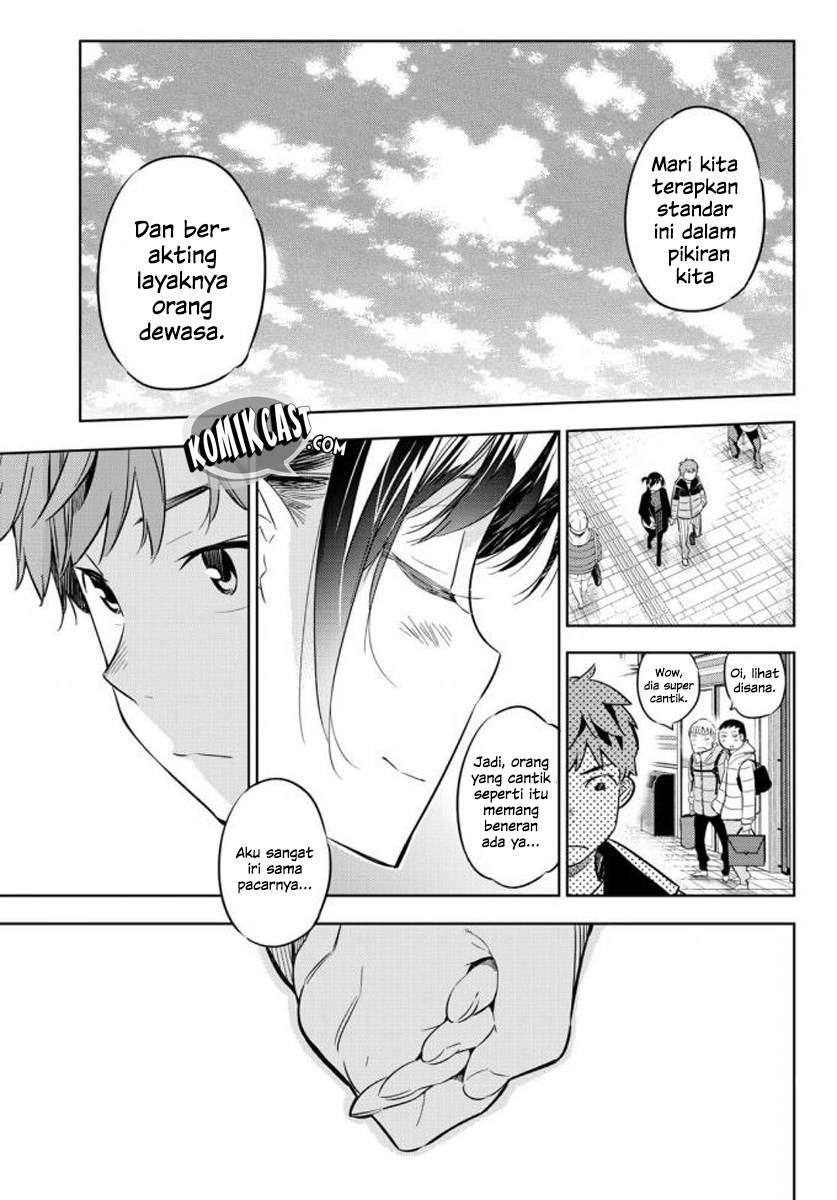 Mari kita
terapkan
standar
ini dalam
pikiran
kita
Dan ber-
akting
layaknya
orang
dewasa.
KOMIKCAST
.COM
Oi, lihat
disana.
Wow,
dia super
cantik.
Jadi, orang
yang cantik
seperti itu
memang
beneran
ada ya...
Aku sangat
iri sama
pacarnya...